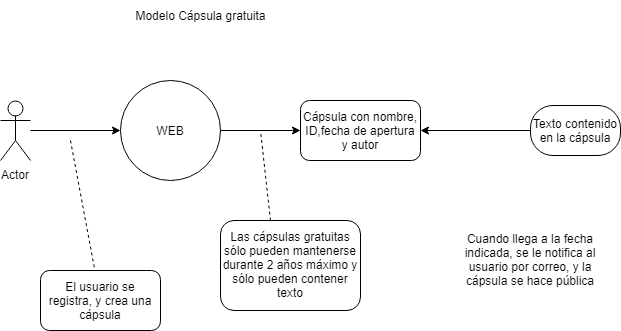 Modelo Cápsula gratuita
Actor
WEB
Cápsula con nombre,
ID,fecha de apertura
y autor
Texto contenido
en la cápsula
El usuario se
registra, y crea una
cápsula
Las cápsulas gratuitas
sólo pueden mantenerse
durante 2 años máximo y
sólo pueden contener
texto
Cuando llega a la fecha
indicada, se le notifica al
usuario por correo, y la
cápsula se hace pública